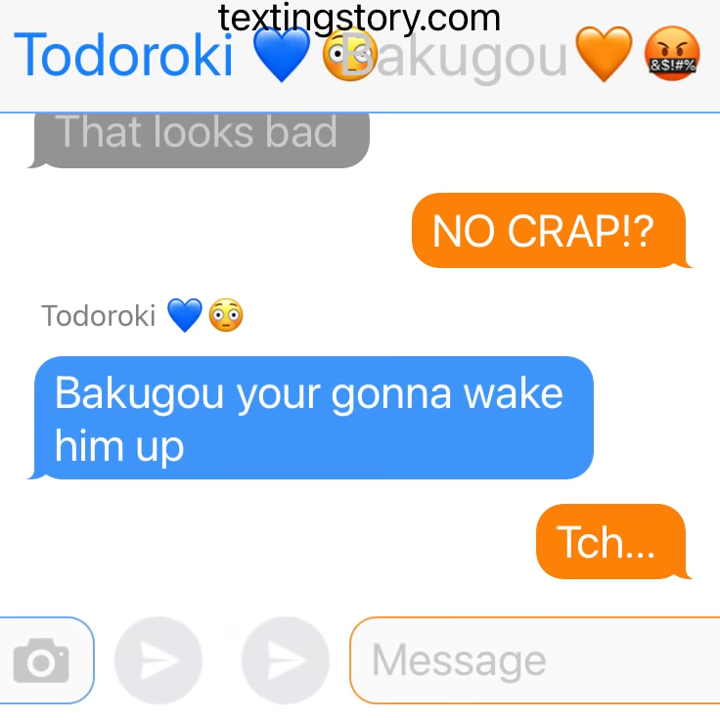 textingstory.com
Todoroki 💙 😳 Bakugou 🧡 🤬
That looks bad
NO CRAP!?
Todoroki 💙😳
Bakugou your gonna wake
him up
Tch...
Message